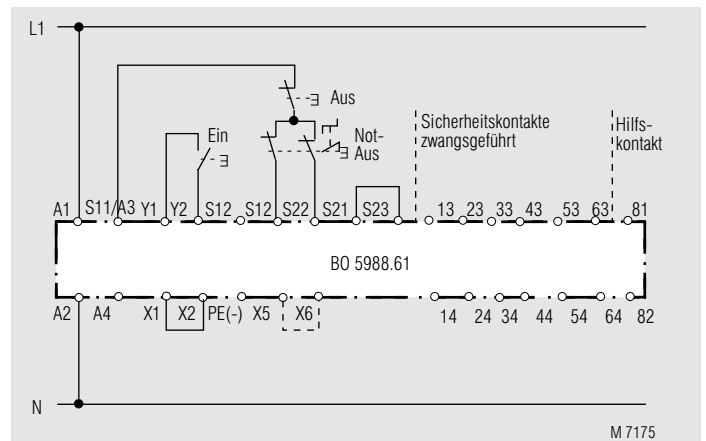 L1
Aus
Ein
Not-
Aus
Sicherheitskontakte
zwangsgeführt
Hilfs-
kontakt
A1 S11/A3 Y1 Y2 S12 S12 S22 S21 S23 13 23 33 43 53 63 81
BO 5988.61
A2 A4 X1 X2 PE(-) X5 X6 14 24 34 44 54 64 82
N
M 7175